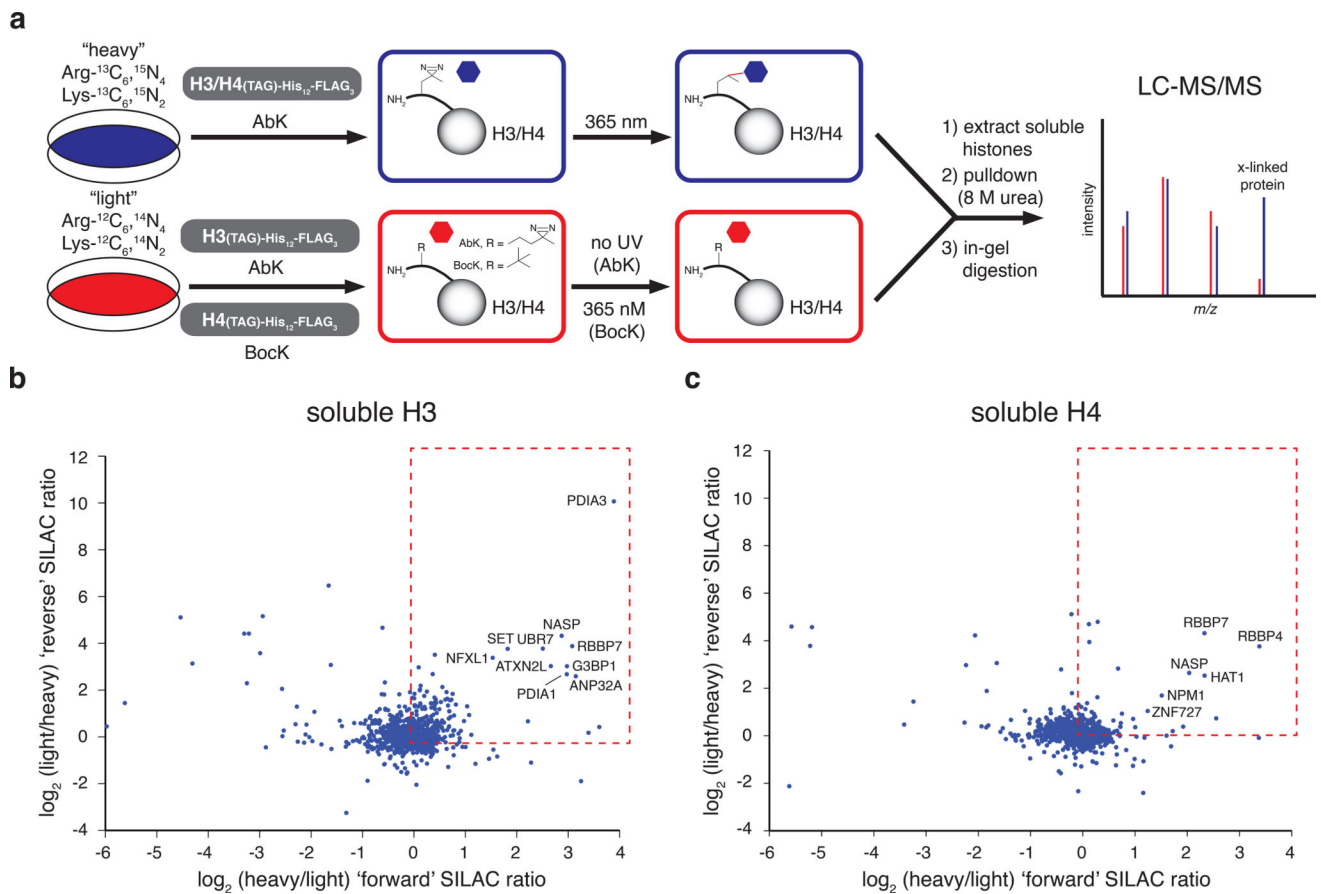 a
"heavy"
Arg-¹³C₆,¹⁵N₄
Lys-¹³C₆,¹⁵N₂
H3/H4(TAG)-His₁₂-FLAG₃
AbK
NH₂
H3/H4
365 nm
NH₂
H3/H4
"light"
Arg-¹²C₆,¹⁴N₄
Lys-¹²C₆,¹⁴N₂
H3(TAG)-His₁₂-FLAG₃
AbK
H4(TAG)-His₁₂-FLAG₃
BocK
R
NH₂
AbK, R =
BocK, R =
H3/H4
no UV
(AbK)
365 nM
(BocK)
R
NH₂
H3/H4
1) extract soluble
histones
2) pulldown
(8 M urea)
3) in-gel
digestion
LC-MS/MS
x-linked
protein
intensity
m/z
b
soluble H3
log₂ (light/heavy) 'reverse' SILAC ratio
12
10
8
6
4
2
0
-2
-4
-6 -5 -4 -3 -2 -1 0 1 2 3 4
log₂ (heavy/light) 'forward' SILAC ratio
PDIA3
NASP
SET UBR7
RBBP7
NFXL1
ATXN2L
G3BP1
PDIA1
ANP32A
c
soluble H4
log₂ (light/heavy) 'reverse' SILAC ratio
12
10
8
6
4
2
0
-2
-4
-6 -5 -4 -3 -2 -1 0 1 2 3 4
log₂ (heavy/light) 'forward' SILAC ratio
RBBP7
RBBP4
NASP
HAT1
NPM1
ZNF727